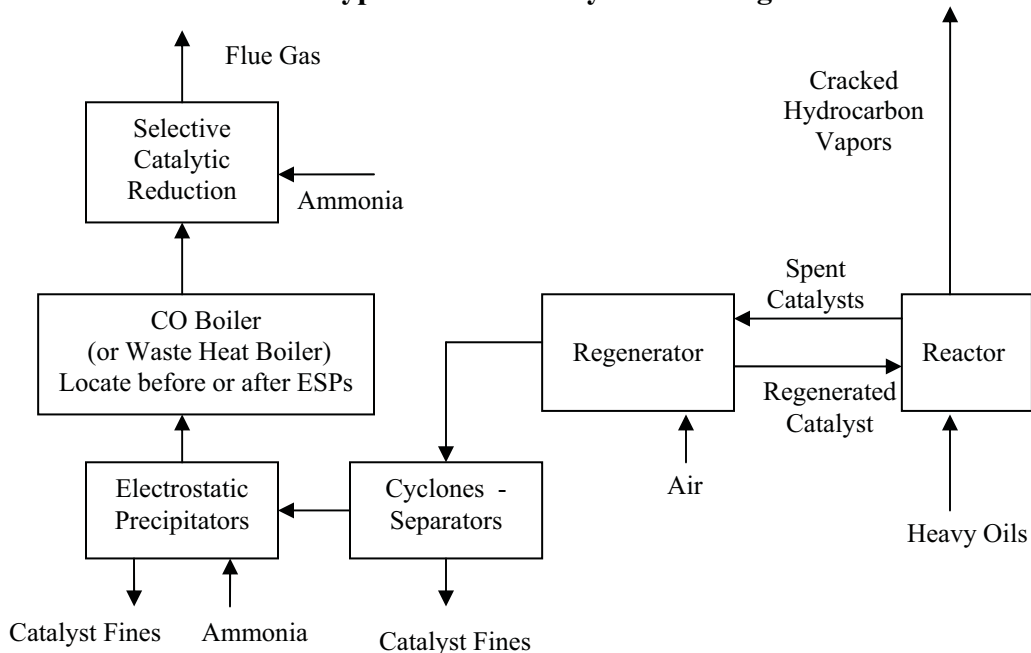 Flue Gas
Cracked
Hydrocarbon
Vapors
Selective
Catalytic
Reduction
Ammonia
Spent
Catalysts
CO Boiler
(or Waste Heat Boiler)
Locate before or after ESPs
Regenerator
Reactor
Regenerated
Catalyst
Electrostatic
Precipitators
Cyclones -
Separators
Air
Heavy Oils
Catalyst Fines
Ammonia
Catalyst Fines